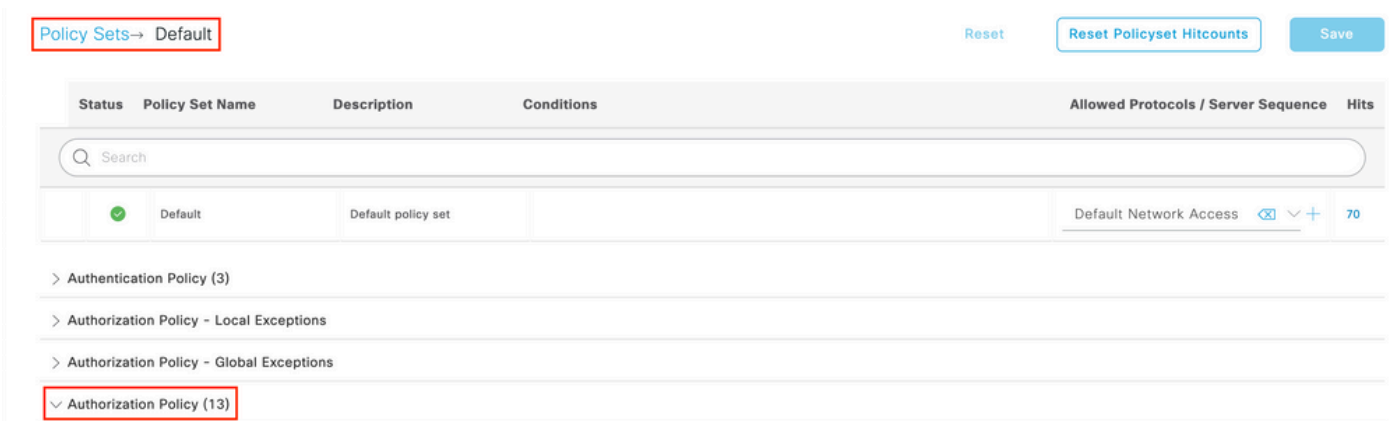 Policy Sets→ Default Reset Reset Policyset Hitcounts Save
Status Policy Set Name Description Conditions Allowed Protocols / Server Sequence Hits
Search
Default Default policy set Default Network Access 70
Authentication Policy (3)
Authorization Policy - Local Exceptions
Authorization Policy - Global Exceptions
Authorization Policy (13)